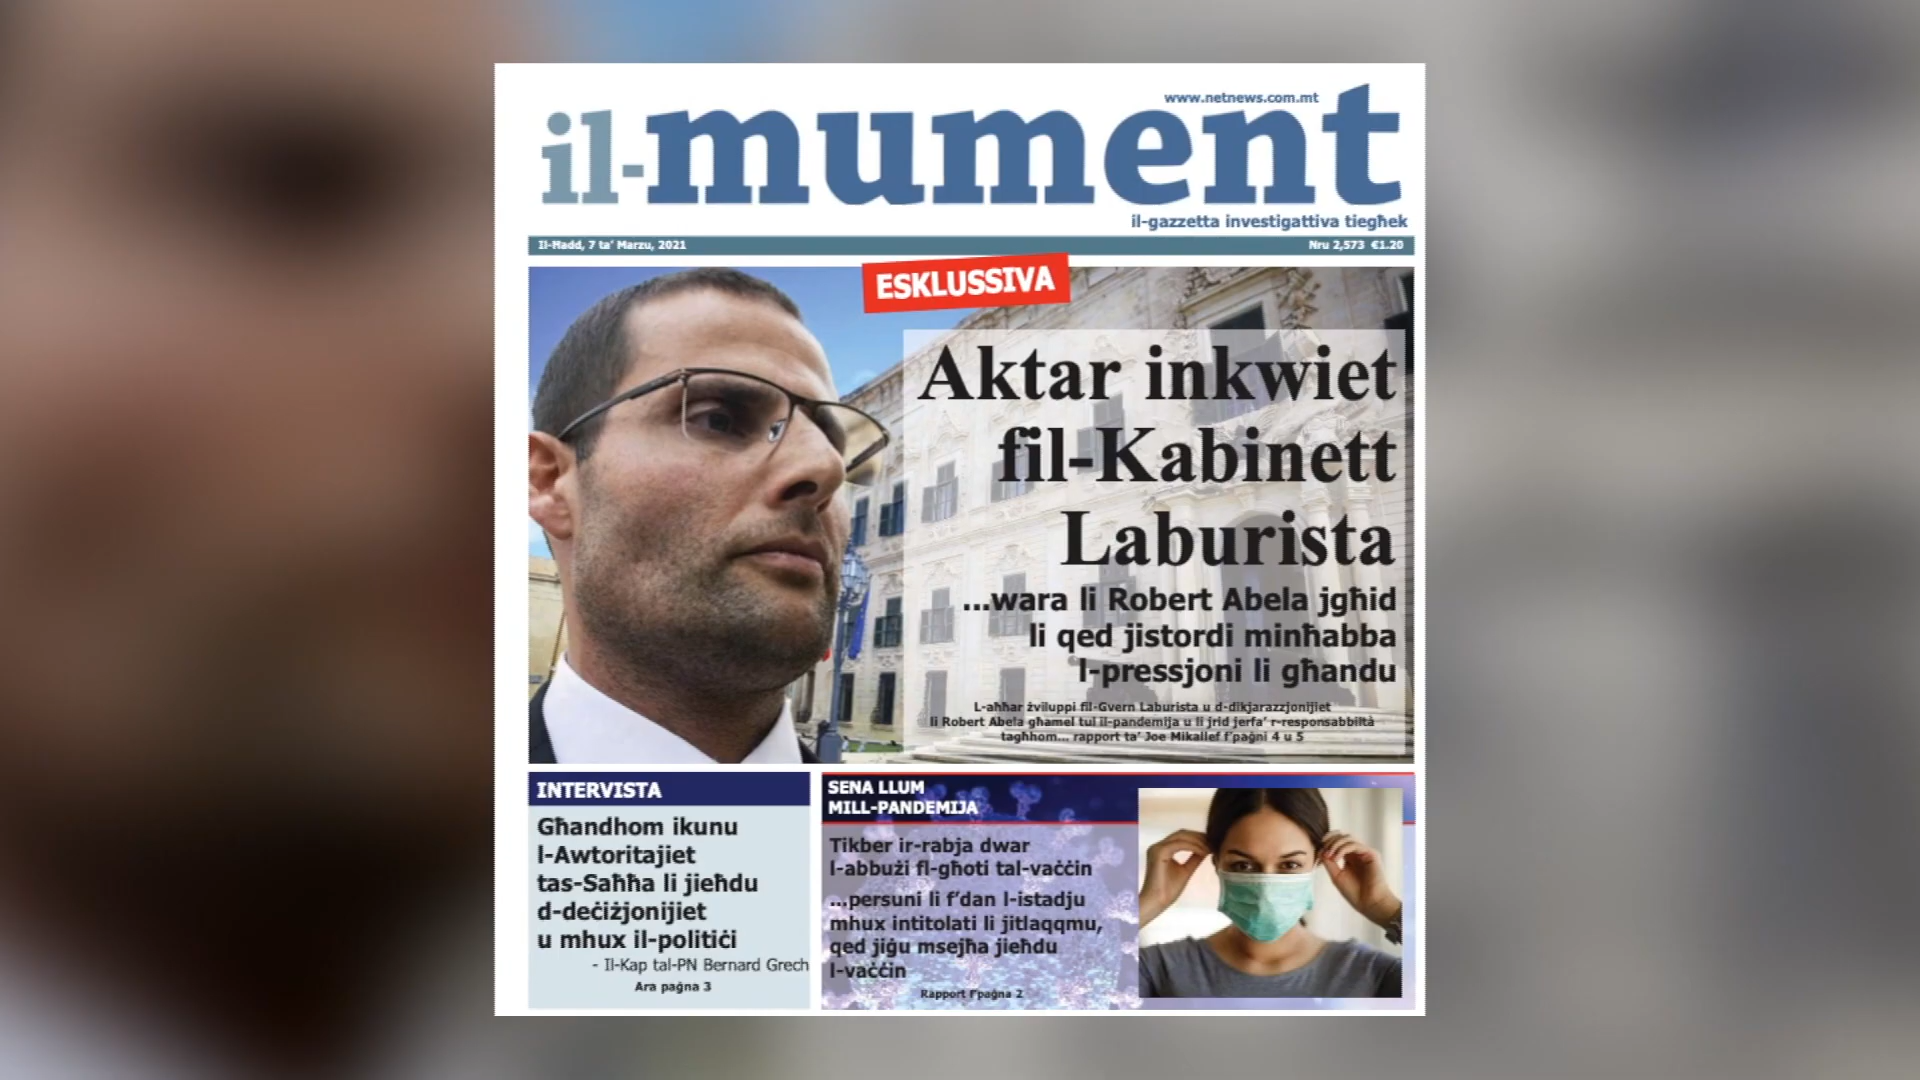 www.netnews.com.mt
il-mument
il-gazzetta investigattiva tiegħek
Il-Ħadd, 7 ta' Marzu, 2021
Nru 2,573 €1.20
ESKLUSSIVA
Aktar inkwiet
fil-Kabinett
Laburista
...wara li Robert Abela jgħid
li qed jistordi minħabba
l-pressjoni li għandu
L-aħħar żviluppi fil-Gvern Laburista u d-dikjarazzjonijiet
li Robert Abela għamel tul il-pandemija u li jrid jerfa' r-responsabbiltà
tagħhom... rapport ta' Joe Mikallef f'paġni 4 u 5
INTERVISTA
Għandhom ikunu
l-Awtoritajiet
tas-Saħħa li jieħdu
d-deċiżjonijiet
u mhux il-politiċi
- Il-Kap tal-PN Bernard Grech
Ara paġna 3
SENA LLUM
MILL-PANDEMIJA
Tikber ir-rabja dwar
l-abbużi fl-għoti tal-vaċċin
...persuni li f'dan l-istadju
mhux intitolati li jitlaqqmu,
qed jiġu msejħa jieħdu
l-vaċċin
Rapport f'paġna 2